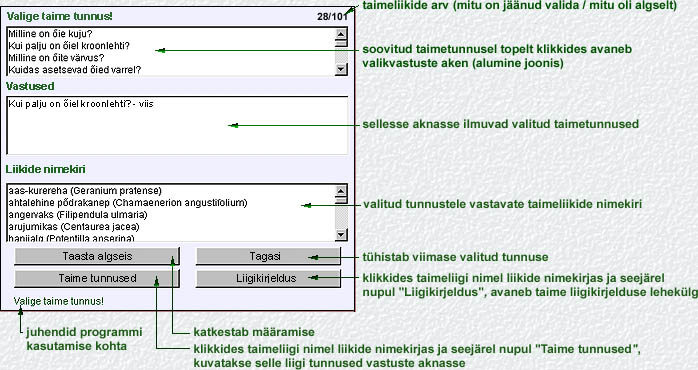 Valige taime tunnus! 28/101
taimeliikide arv (mitu on jäänud valida / mitu oli algselt)
Milline on õie kuju?
Kui palju on õiel kroonlehti?
Milline on õite värvus?
Kuidas asetsevad õied varrel?
soovitud taimetunnusel topelt klikkides avaneb
valikvastuste aken (alumine joonis)
Vastused
Kui palju on õiel kroonlehti? - viis
sellesse aknasse ilmuvad valitud taimetunnused
Liikide nimekiri
aas-kurereha (Geranium pratense)
ahtalehine põdrakanep (Chamaenerion angustifolium)
angervaks (Filipendula ulmaria)
arujumikas (Centaurea jacea)
hanijalg (Potentilla anserina)
valitud tunnustele vastavate taimeliikide nimekiri
Taasta algseis
Tagasi
tühistab viimase valitud tunnuse
Taime tunnused
Liigikirjeldus
klikkides taimeliigi nimel liikide nimekirjas ja seejärel
nupul "Liigikirjeldus", avaneb taime liigikirjelduse lehekülg
Valige taime tunnus!
juhendid programmi
kasutamise kohta
katkestab määramise
klikkides taimeliigi nimel liikide nimekirjas ja seejärel nupul "Taime tunnused",
kuvatakse selle liigi tunnused vastuste aknasse